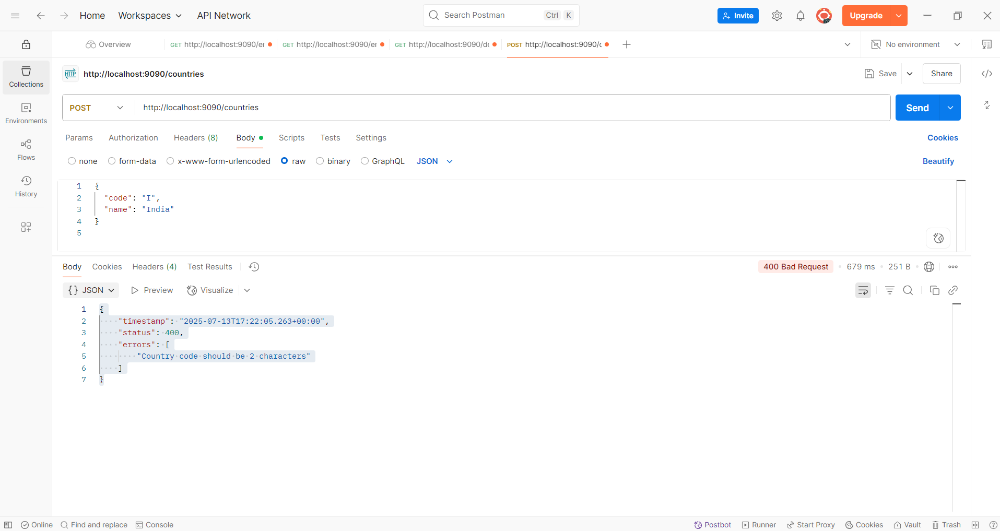 Home Workspaces API Network Search Postman Ctrl K Invite Upgrade
Overview GET http://localhost:9090/er GET http://localhost:9090/er GET http://localhost:9090/de POST http://localhost:9090/c No environment
HTTP http://localhost:9090/countries Save Share
Collections
POST http://localhost:9090/countries Send
Environments
Params Authorization Headers (8) Body Scripts Tests Settings Cookies
Flows
none form-data x-www-form-urlencoded raw binary GraphQL JSON Beautify
History
1 {
2 "code": "I",
3 "name": "India"
4 }
5
Body Cookies Headers (4) Test Results 400 Bad Request 679 ms 251 B
{} JSON Preview Visualize
1 {
2 "timestamp": "2025-07-13T17:22:05.263+00:00",
3 "status": 400,
4 "errors": [
5 "Country code should be 2 characters"
6 ]
7 }
Online Find and replace Console Postbot Runner Start Proxy Cookies Vault Trash